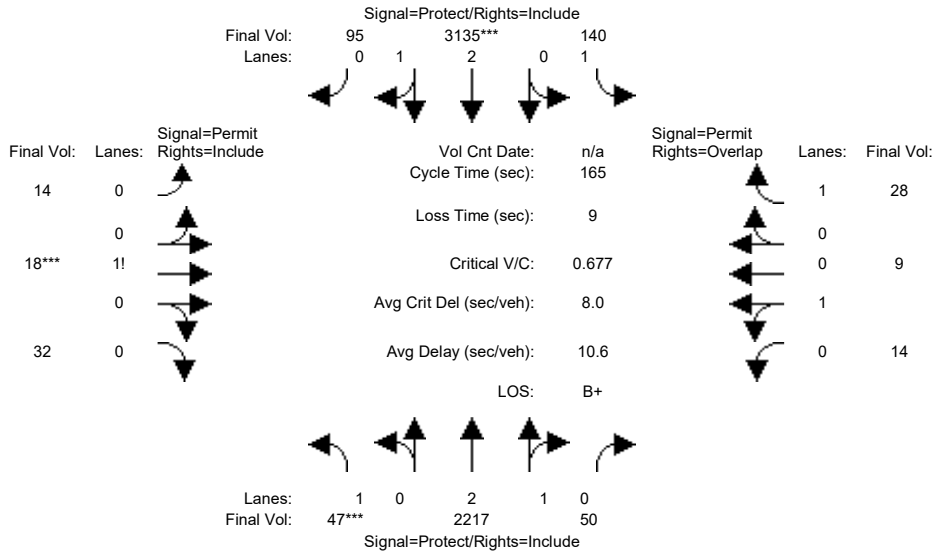 Signal=Protect/Rights=Include
Final Vol: 95 3135*** 140
Lanes: 0 1 2 0 1
Signal=Permit Signal=Permit
Final Vol: Lanes: Rights=Include Vol Cnt Date: n/a Rights=Overlap Lanes: Final Vol:
Cycle Time (sec): 165
14 0 1 28
Loss Time (sec): 9
0 0
18*** 1! Critical V/C: 0.677 0 9
0 Avg Crit Del (sec/veh): 8.0 1
32 0 Avg Delay (sec/veh): 10.6 0 14
LOS: B+
Lanes: 1 0 2 1 0
Final Vol: 47*** 2217 50
Signal=Protect/Rights=Include